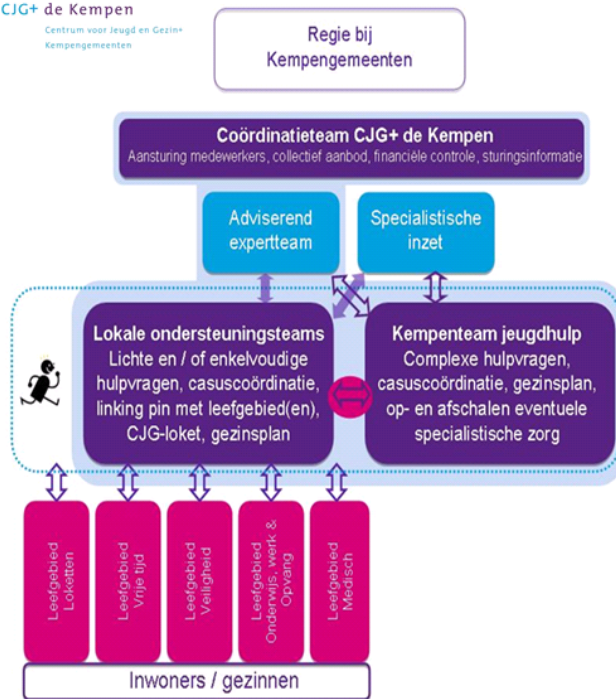 CJG+ de Kempen
Centrum voor Jeugd en Gezin+
Kempengemeenten
Regie bij
Kempengemeenten
Coördinatieteam CJG+ de Kempen
Aansturing medewerkers, collectief aanbod, financiële controle, sturingsinformatie
Adviserend
expertteam
Specialistische
inzet
Lokale ondersteuningsteams
Lichte en / of enkelvoudige
hulpvragen, casuscoördinatie,
linking pin met leefgebied(en),
CJG-loket, gezinsplan
Kempenteam jeugdhulp
Complexe hulpvragen,
casuscoördinatie, gezinsplan,
op- en afschalen eventuele
specialistische zorg
Leefgebied
Loketten
Leefgebied
Vrije tijd
Leefgebied
Veiligheid
Leefgebied
Onderwijs, werk &
Opvang
Leefgebied
Medisch
Inwoners / gezinnen